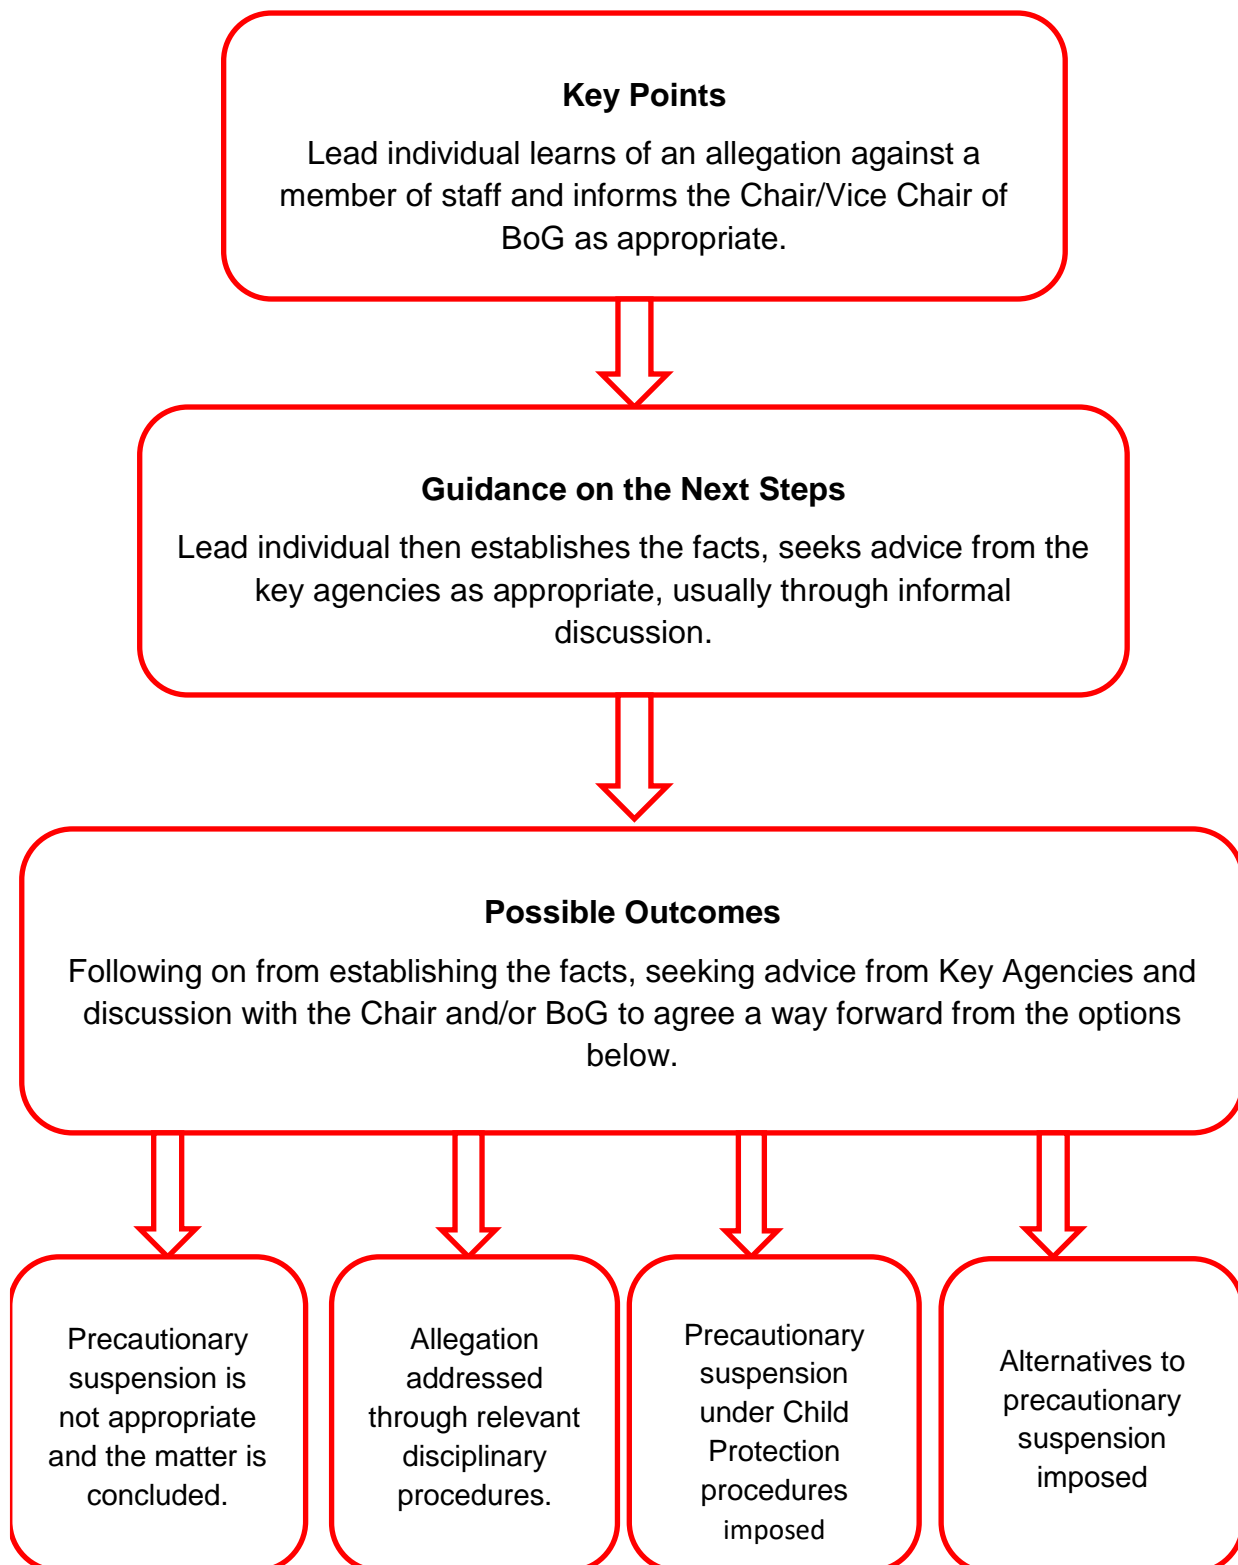 Key Points
Lead individual learns of an allegation against a
member of staff and informs the Chair/Vice Chair of
BoG as appropriate.
Guidance on the Next Steps
Lead individual then establishes the facts, seeks advice from the
key agencies as appropriate, usually through informal
discussion.
Possible Outcomes
Following on from establishing the facts, seeking advice from Key Agencies and
discussion with the Chair and/or BoG to agree a way forward from the options
below.
Precautionary
suspension is
not appropriate
and the matter is
concluded.
Allegation
addressed
through relevant
disciplinary
procedures.
Precautionary
suspension
under Child
Protection
procedures
imposed
Alternatives to
precautionary
suspension
imposed